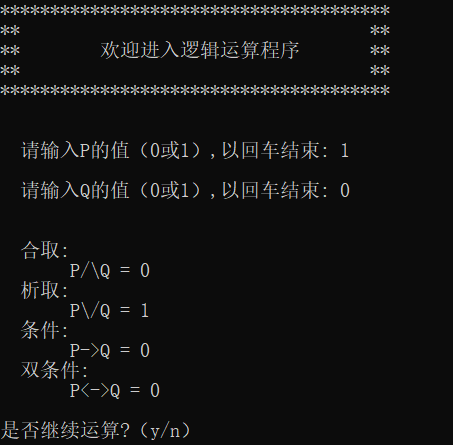 ***************************************
**                                   **
**        欢迎进入逻辑运算程序       **
**                                   **
***************************************
请输入P的值（0或1）,以回车结束: 1
请输入Q的值（0或1）,以回车结束: 0
合取:
P/\Q = 0
析取:
P\/Q = 1
条件:
P->Q = 0
双条件:
P<->Q = 0
是否继续运算?（y/n）